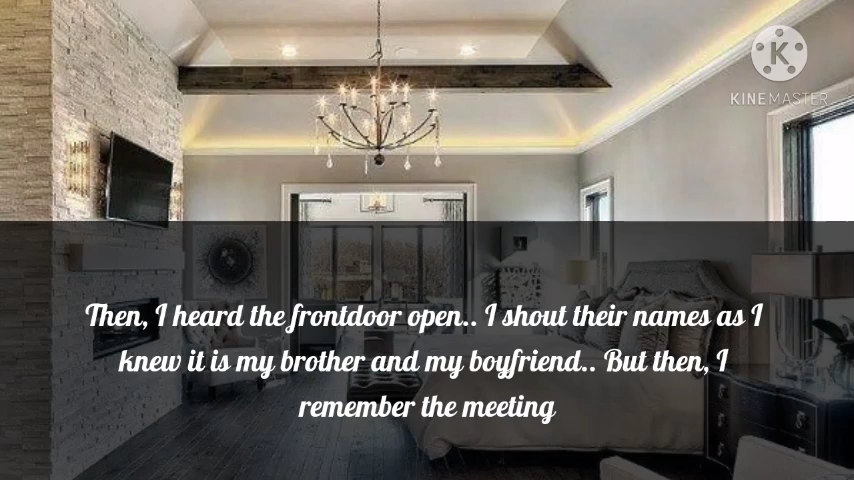 K
KINEMASTER
Then, I heard the frontdoor open.. I shout their names as I
knew it is my brother and my boyfriend.. But then, I
remember the meeting